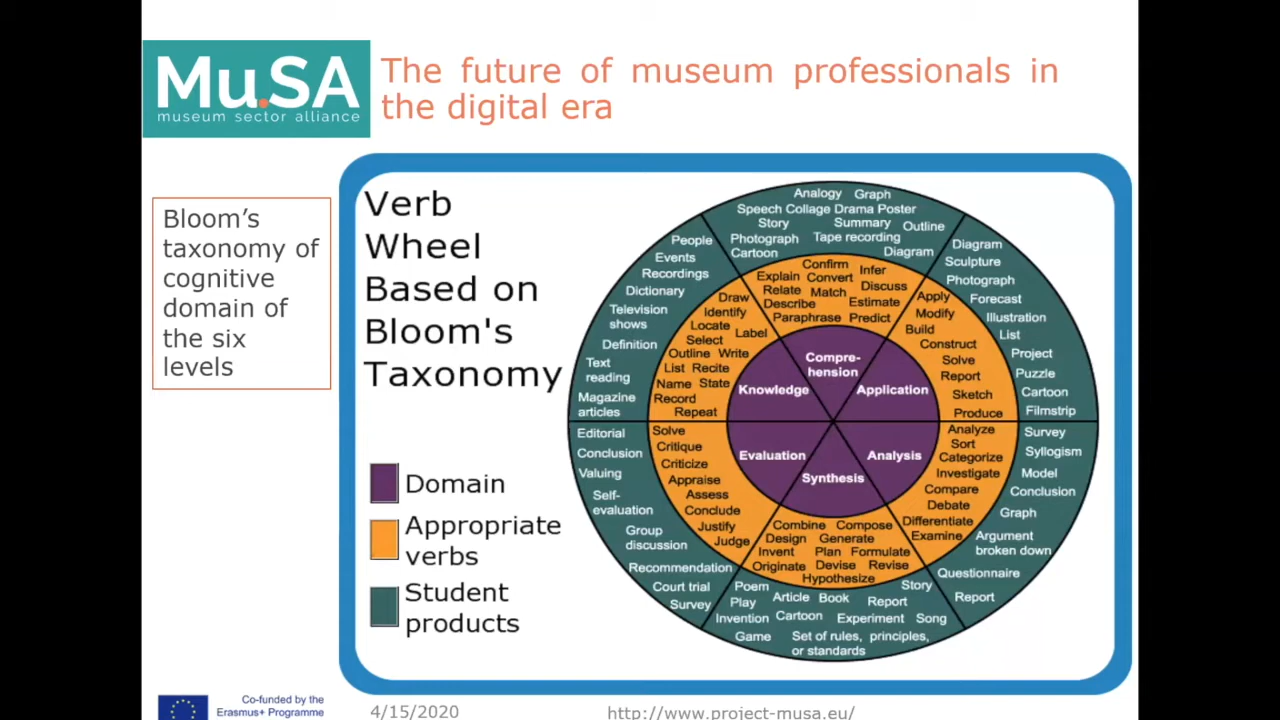 MuSA
museum sector alliance
The future of museum professionals in
the digital era
Bloom's
taxonomy of
cognitive
domain of
the six
levels
Verb
Wheel
Based on
Bloom's
Taxonomy
Domain
Appropriate
verbs
Student
products
Knowledge
Compre-
hension
Application
Analysis
Synthesis
Evaluation
Draw
Identify
Locate
Label
Select
Outline Write
List Recite
Name State
Record
Repeat
Confirm
Explain Convert Infer
Relate Match Discuss
Describe Estimate
Paraphrase Predict
Apply
Modify
Build
Construct
Solve
Report
Sketch
Produce
Analyze
Sort
Categorize
Investigate
Compare
Debate
Differentiate
Examine
Combine Compose
Design Generate
Invent Plan Formulate
Originate Devise Revise
Hypothesize
Solve
Critique
Criticize
Appraise
Assess
Conclude
Justify
Judge
People
Events
Recordings
Dictionary
Television
shows
Definition
Text
reading
Magazine
articles
Analogy Graph
Speech Collage Drama Poster
Story Summary Outline
Photograph Tape recording
Cartoon Diagram
Diagram
Sculpture
Photograph
Forecast
Illustration
List
Project
Puzzle
Cartoon
Filmstrip
Survey
Syllogism
Model
Conclusion
Graph
Argument
broken down
Questionnaire
Report
Poem Story
Play Article Book Report
Invention Cartoon Experiment Song
Game Set of rules, principles,
or standards
Editorial
Conclusion
Valuing
Self-
evaluation
Group
discussion
Recommendation
Court trial
Survey
Co-funded by the
Erasmus+ Programme
4/15/2020
http://www.project-musa.eu/